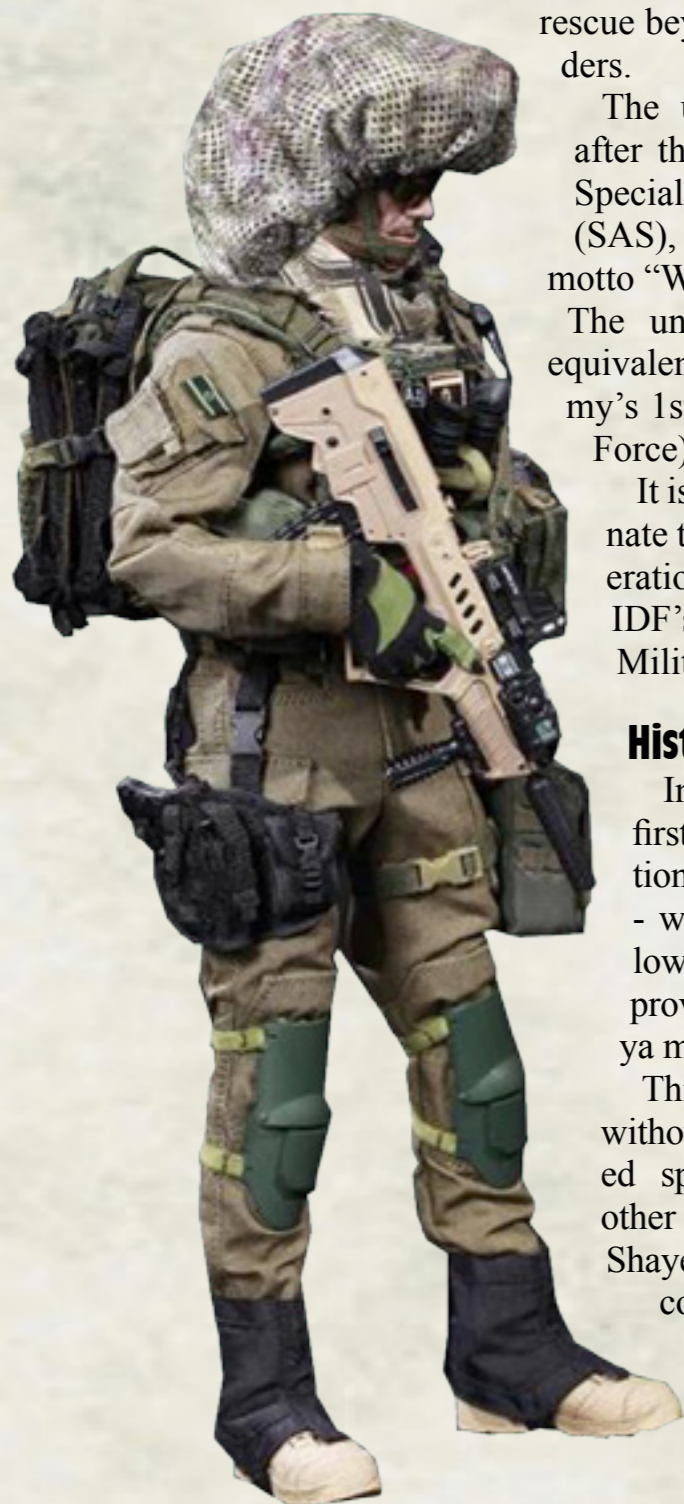 rescue bey
ders.
The u
after th
Special
(SAS),
motto “W
The un
equivalen
my’s 1s
Force)
It is
nate t
eratio
IDF’s
Milit
Hist
In
first
tion
- w
low
prov
ya m
Thi
witho
ed sp
other
Shaye
co